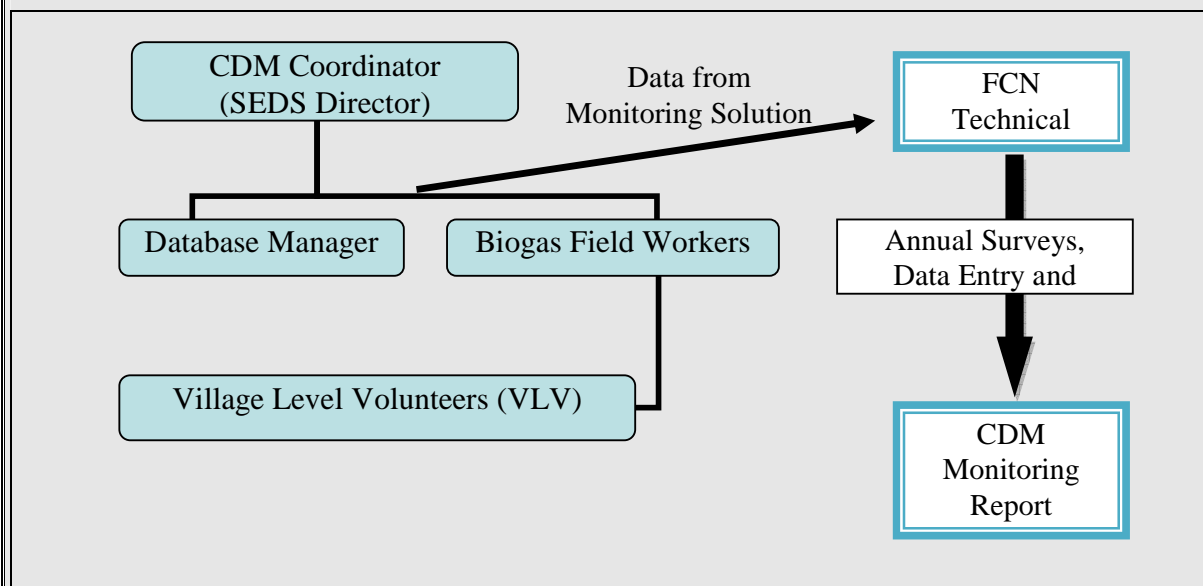 CDM Coordinator
(SEDS Director)
Data from
Monitoring Solution
FCN
Technical
Database Manager
Biogas Field Workers
Annual Surveys,
Data Entry and
Village Level Volunteers (VLV)
CDM
Monitoring
Report